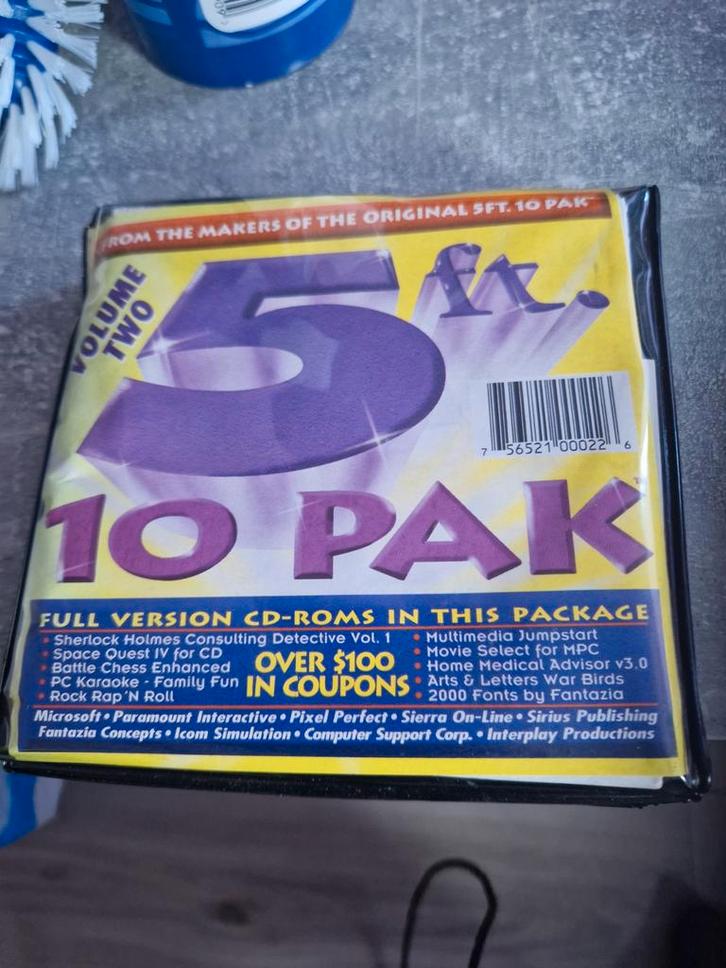 FROM THE MAKERS OF THE ORIGINAL 5FT. 10 PAK
VOLUME
TWO
5 ft.
7 56521 00022 6
10 PAK™
FULL VERSION CD-ROMS IN THIS PACKAGE
• Sherlock Holmes Consulting Detective Vol. 1
• Space Quest IV for CD
• Battle Chess Enhanced
• PC Karaoke - Family Fun
• Rock Rap 'N Roll
OVER $100
IN COUPONS
• Multimedia Jumpstart
• Movie Select for MPC
• Home Medical Advisor v3.0
• Arts & Letters War Birds
• 2000 Fonts by Fantazia
Microsoft • Paramount Interactive • Pixel Perfect • Sierra On-Line • Sirius Publishing
Fantazia Concepts • Icom Simulation • Computer Support Corp. • Interplay Productions